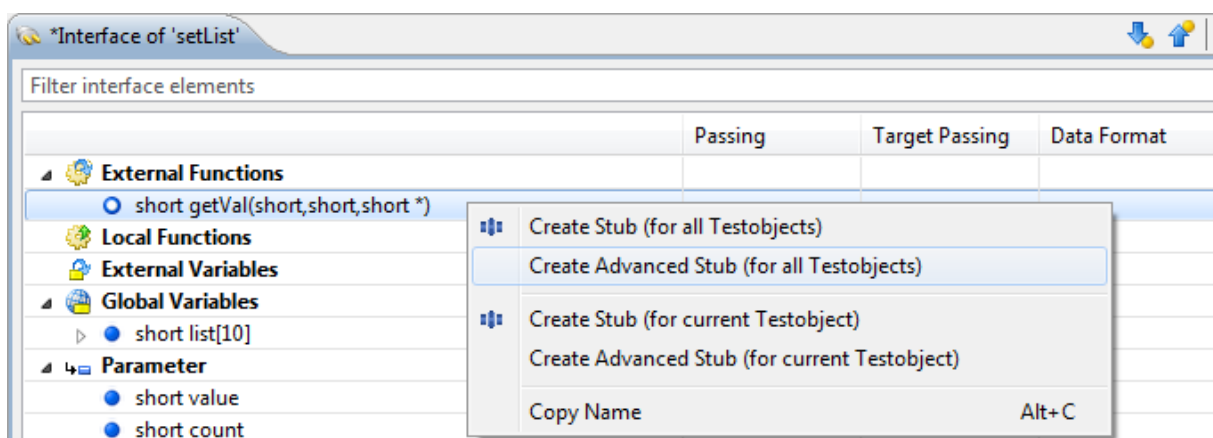 *Interface of 'setList'
Filter interface elements
Passing Target Passing Data Format
External Functions
short getVal(short,short,short *)
Create Stub (for all Testobjects)
Local Functions
Create Advanced Stub (for all Testobjects)
External Variables
Global Variables
Create Stub (for current Testobject)
short list[10]
Create Advanced Stub (for current Testobject)
Parameter
short value
Copy Name Alt+C
short count